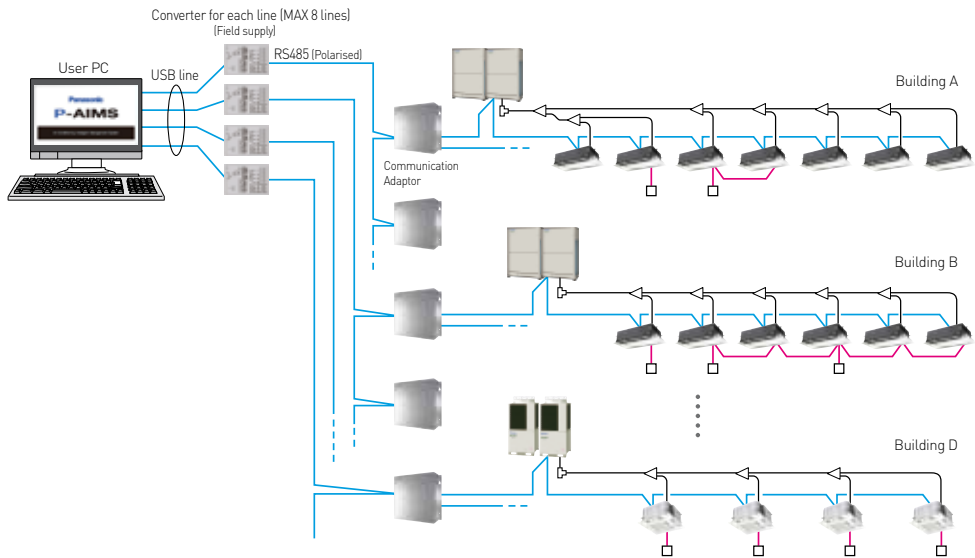 Converter for each line (MAX 8 lines)
(Field supply)
RS485 (Polarised)
User PC
USB line
Panasonic
P-AIMS
Communication
Adaptor
Building A
Building B
Building D